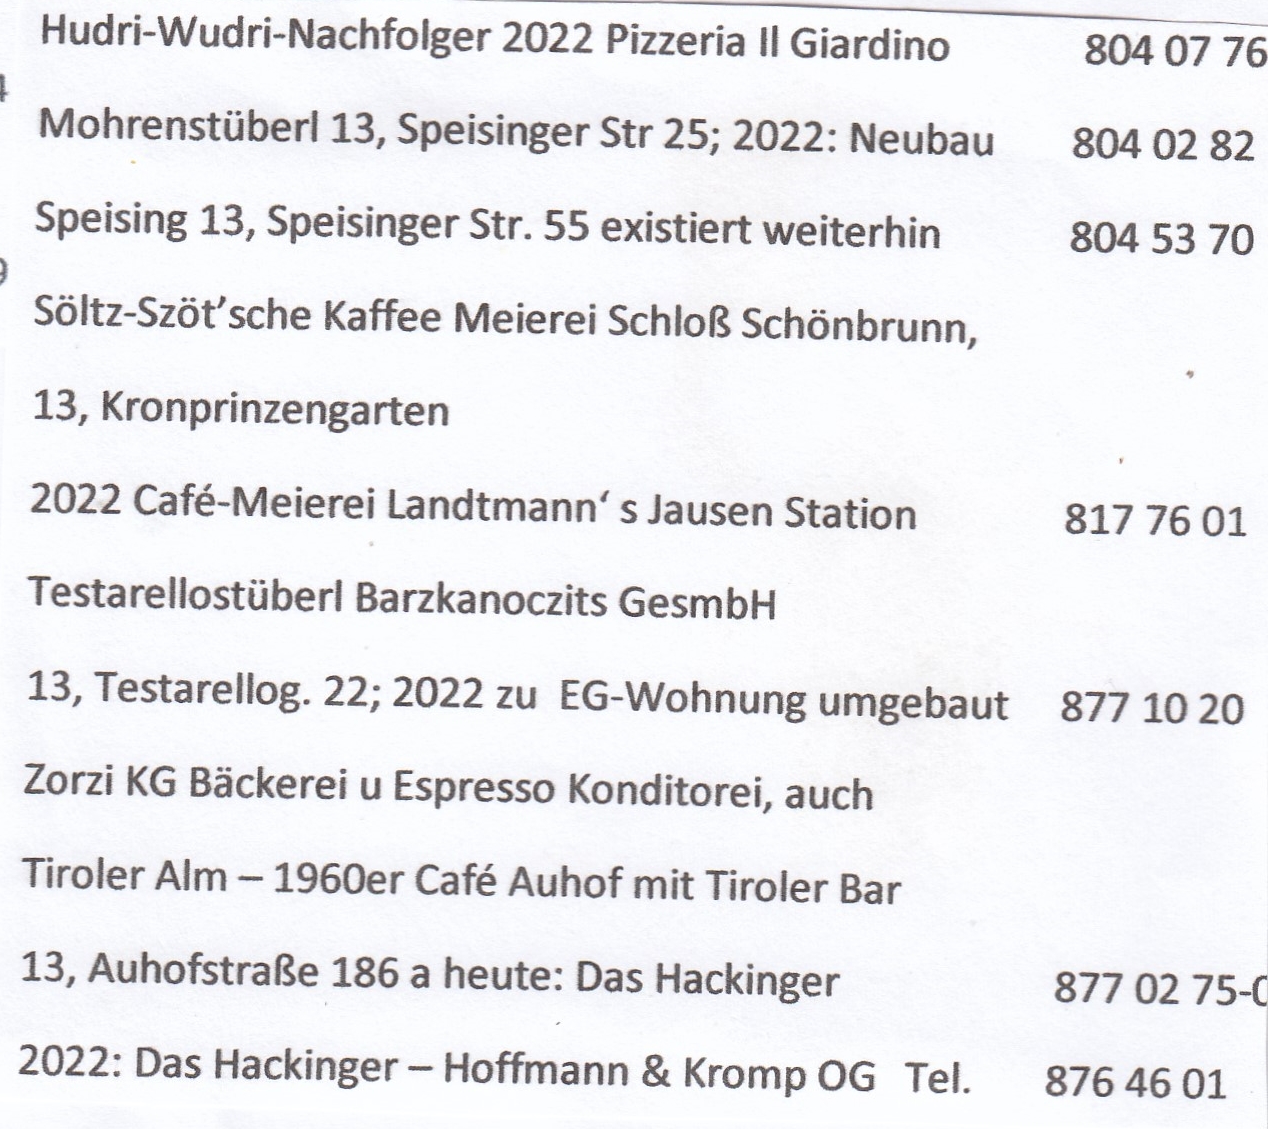 Hudri-Wudri-Nachfolger 2022 Pizzeria Il Giardino 804 07 76
Mohrenstüberl 13, Speisinger Str 25; 2022: Neubau 804 02 82
Speising 13, Speisinger Str. 55 existiert weiterhin 804 53 70
Söltz-Szöt’sche Kaffee Meierei Schloß Schönbrunn,
13, Kronprinzengarten
2022 Café-Meierei Landtmann‘ s Jausen Station 817 76 01
Testarellostüberl Barzkanoczits GesmbH
13, Testarellog. 22; 2022 zu EG-Wohnung umgebaut 877 10 20
Zorzi KG Bäckerei u Espresso Konditorei, auch
Tiroler Alm – 1960er Café Auhof mit Tiroler Bar
13, Auhofstraße 186 a heute: Das Hackinger 877 02 75-0
2022: Das Hackinger – Hoffmann & Kromp OG Tel. 876 46 01